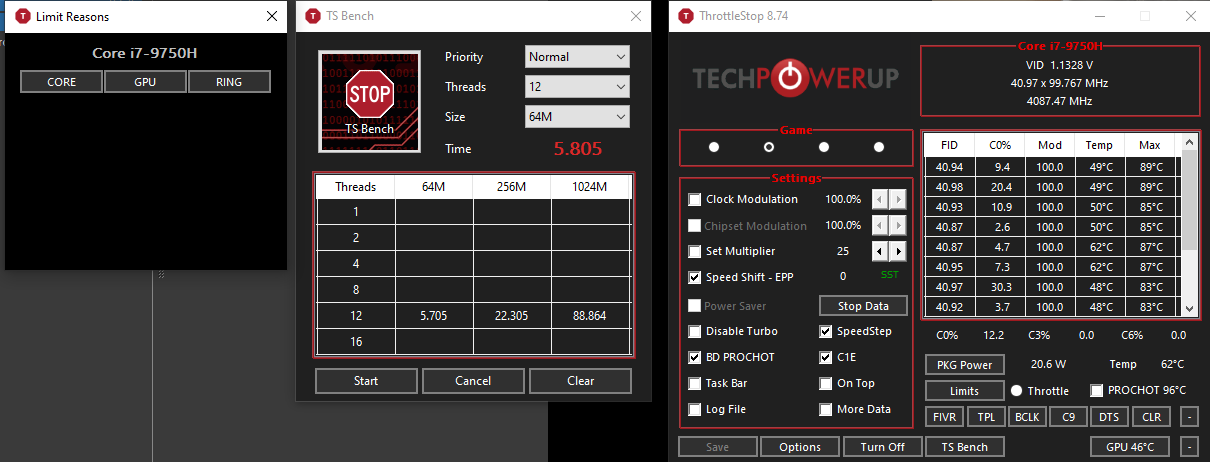 Limit Reasons
Core i7-9750H
CORE GPU RING
TS Bench
STOP
TS Bench
Priority Normal
Threads 12
Size 64M
Time 5.805
Threads 64M 256M 1024M
1
2
4
8
12 5.705 22.305 88.864
16
Start Cancel Clear
ThrottleStop 8.74
TECHPOWERUP
Core i7-9750H
VID 1.1328 V
40.97 x 99.767 MHz
4087.47 MHz
Game
Settings
Clock Modulation 100.0%
Chipset Modulation 100.0%
Set Multiplier 25
Speed Shift - EPP 0 SST
Power Saver Stop Data
Disable Turbo SpeedStep
BD PROCHOT C1E
Task Bar On Top
Log File More Data
FID C0% Mod Temp Max
40.94 9.4 100.0 49°C 89°C
40.98 20.4 100.0 49°C 89°C
40.93 10.9 100.0 50°C 85°C
40.87 2.6 100.0 50°C 85°C
40.87 4.7 100.0 62°C 87°C
40.95 7.3 100.0 62°C 87°C
40.97 30.3 100.0 48°C 83°C
40.92 3.7 100.0 48°C 83°C
C0% 12.2 C3% 0.0 C6% 0.0
PKG Power 20.6 W Temp 62°C
Limits Throttle PROCHOT 96°C
FIVR TPL BCLK C9 DTS CLR -
Save Options Turn Off TS Bench GPU 46°C -